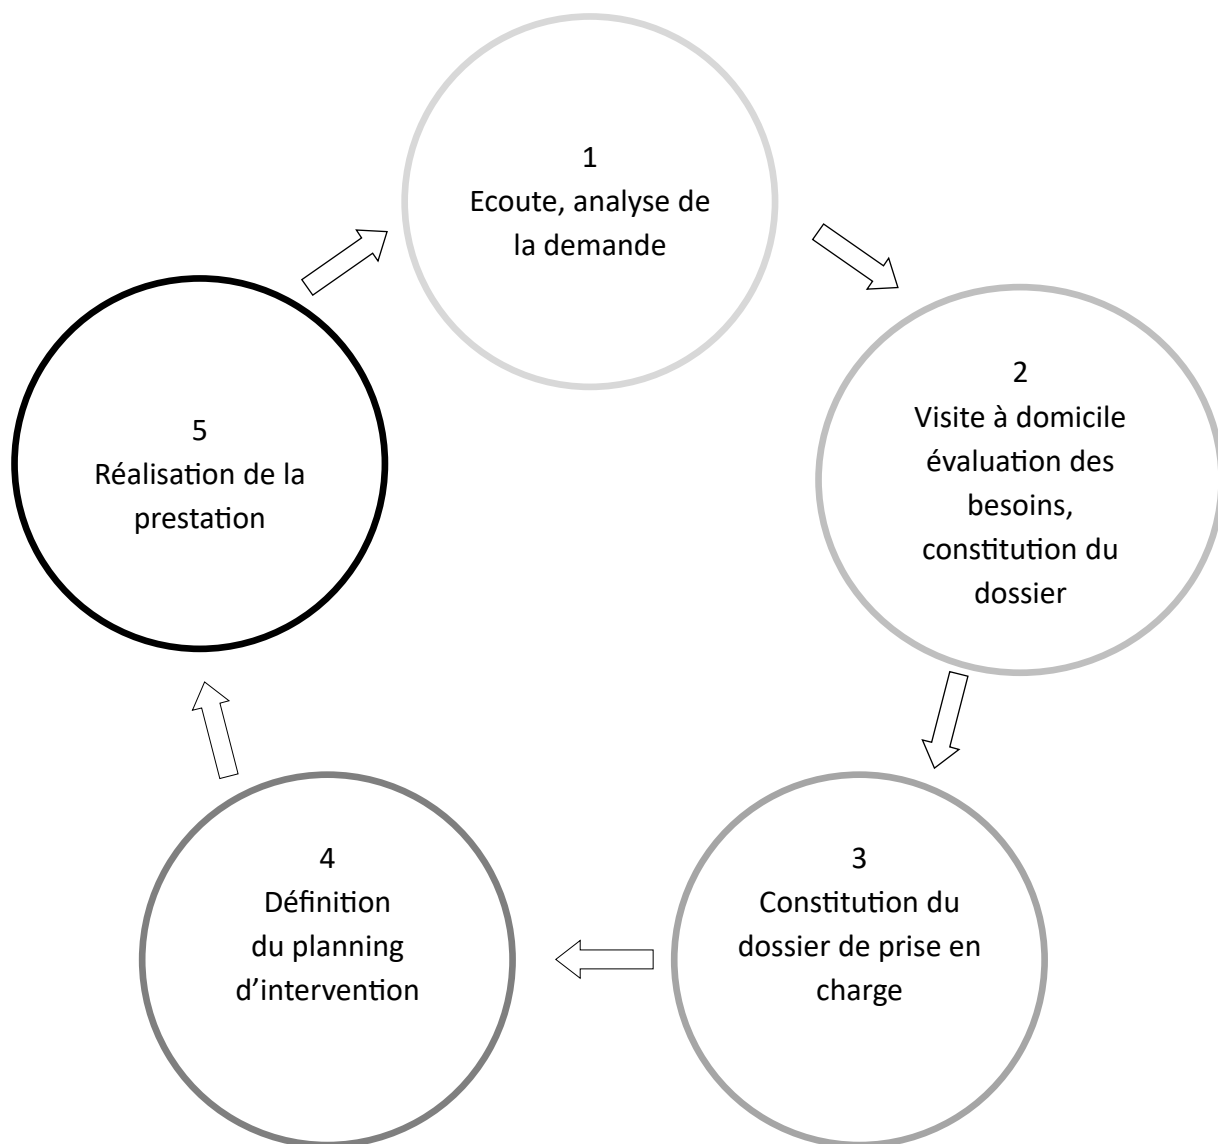 1
Ecoute, analyse de
la demande
2
Visite à domicile
évaluation des
besoins,
constitution du
dossier
3
Constitution du
dossier de prise en
charge
4
Définition
du planning
d’intervention
5
Réalisation de la
prestation